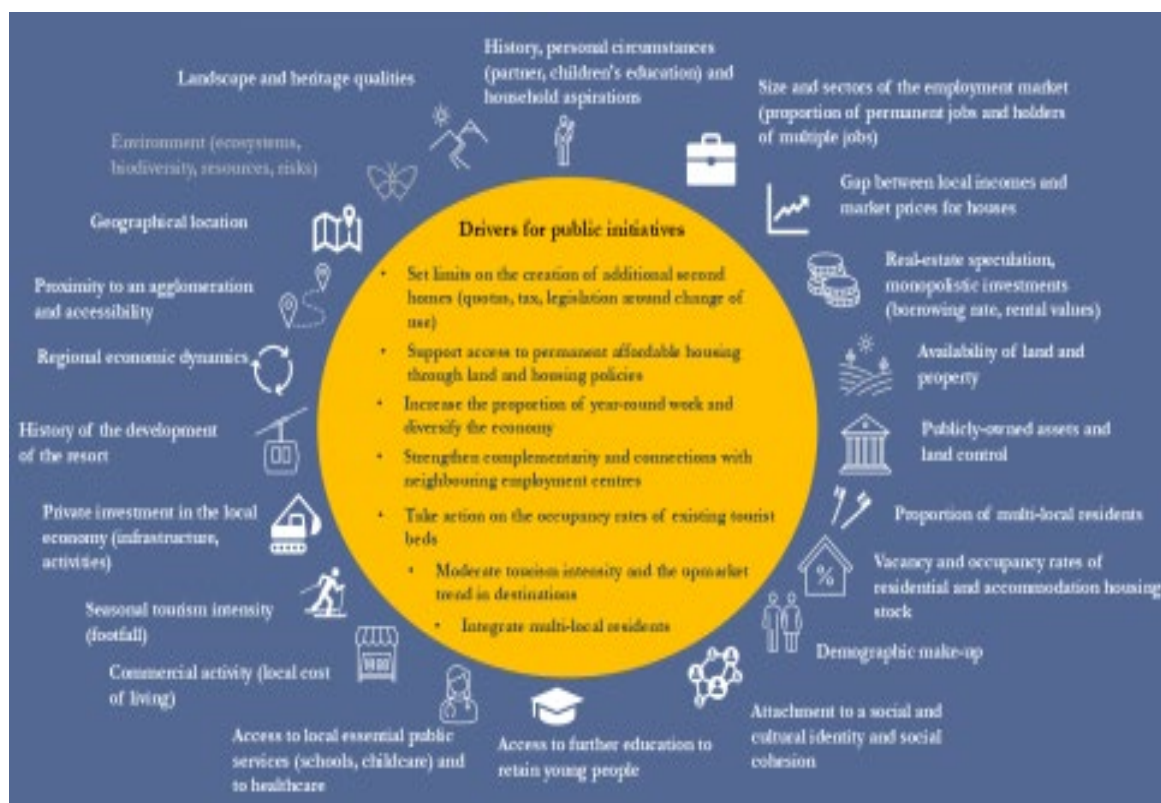 History, personal circumstances
(partner, children's education) and
household aspirations
Size and sectors of the employment market
(proportion of permanent jobs and holders
of multiple jobs)
Gap between local incomes and
market prices for houses
Real-estate speculation,
monopolistic investments
(borrowing rate, rental values)
Availability of land and
property
Publicly-owned assets and
land control
Proportion of multi-local residents
Vacancy and occupancy rates of
residential and accommodation housing
stock
Demographic make-up
Attachment to a social and
cultural identity and social
cohesion
Access to further education to
retain young people
Access to local essential public
services (schools, childcare) and
to healthcare
Commercial activity (local cost
of living)
Seasonal tourism intensity
(footfall)
Private investment in the local
economy (infrastructure,
activities)
History of the development
of the resort
Regional economic dynamics
Proximity to an agglomeration
and accessibility
Geographical location
Environment (ecosystems,
biodiversity, resources, risks)
Landscape and heritage qualities
Drivers for public initiatives
• Set limits on the creation of additional second
homes (quotas, tax, legislation around change of
use)
• Support access to permanent affordable housing
through land and housing policies
• Increase the proportion of year-round work and
diversify the economy
• Strengthen complementarity and connections with
neighbouring employment centres
• Take action on the occupancy rates of existing tourist
beds
• Moderate tourism intensity and the upmarket
trend in destinations
• Integrate multi-local residents
%